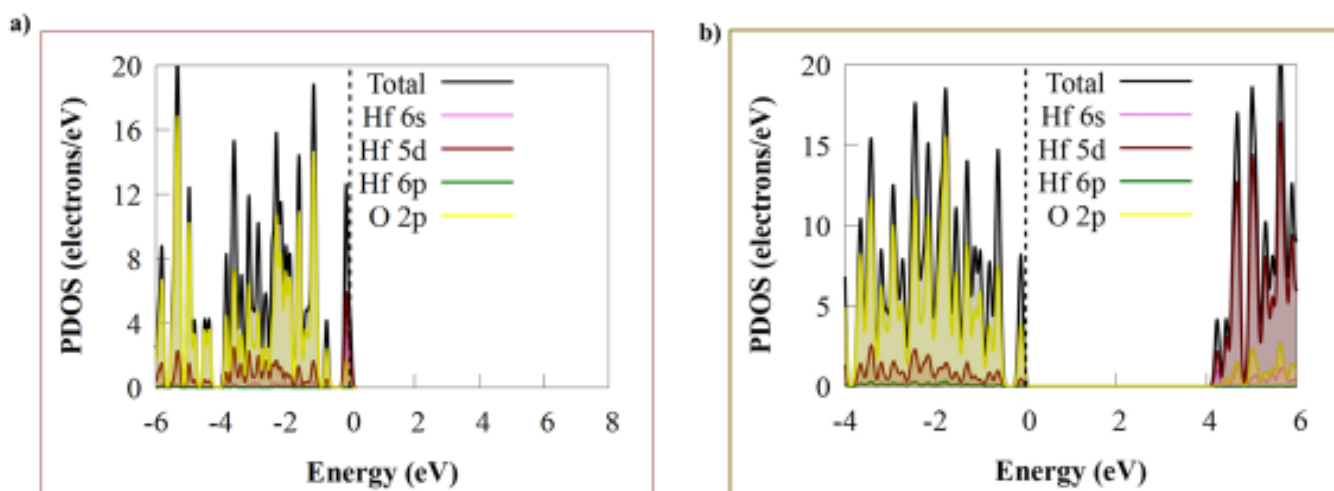 a)
PDOS (electrons/eV)
20
16
12
8
4
0
Total
Hf 6s
Hf 5d
Hf 6p
O 2p
-6 -4 -2 0 2 4 6 8
Energy (eV)
b)
PDOS (electrons/eV)
20
15
10
5
0
Total
Hf 6s
Hf 5d
Hf 6p
O 2p
-4 -2 0 2 4 6
Energy (eV)